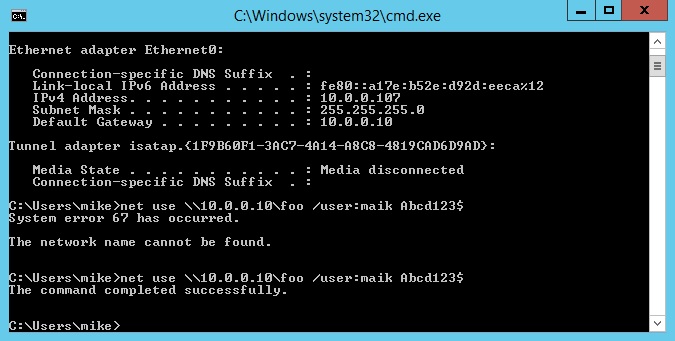 C:\Windows\system32\cmd.exe
Ethernet adapter Ethernet0:
Connection-specific DNS Suffix  . :
Link-local IPv6 Address . . . . . : fe80::a17e:b52e:d92d:eeca%12
IPv4 Address. . . . . . . . . . . : 10.0.0.107
Subnet Mask . . . . . . . . . . . : 255.255.255.0
Default Gateway . . . . . . . . . : 10.0.0.10
Tunnel adapter isatap.{1F9B60F1-3AC7-4A14-A8C8-4819CAD6D9AD}:
Media State . . . . . . . . . . . : Media disconnected
Connection-specific DNS Suffix  . :
C:\Users\mike>net use \\10.0.0.10\foo /user:maik Abcd123$
System error 67 has occurred.
The network name cannot be found.
C:\Users\mike>net use \\10.0.0.10\foo /user:maik Abcd123$
The command completed successfully.
C:\Users\mike>